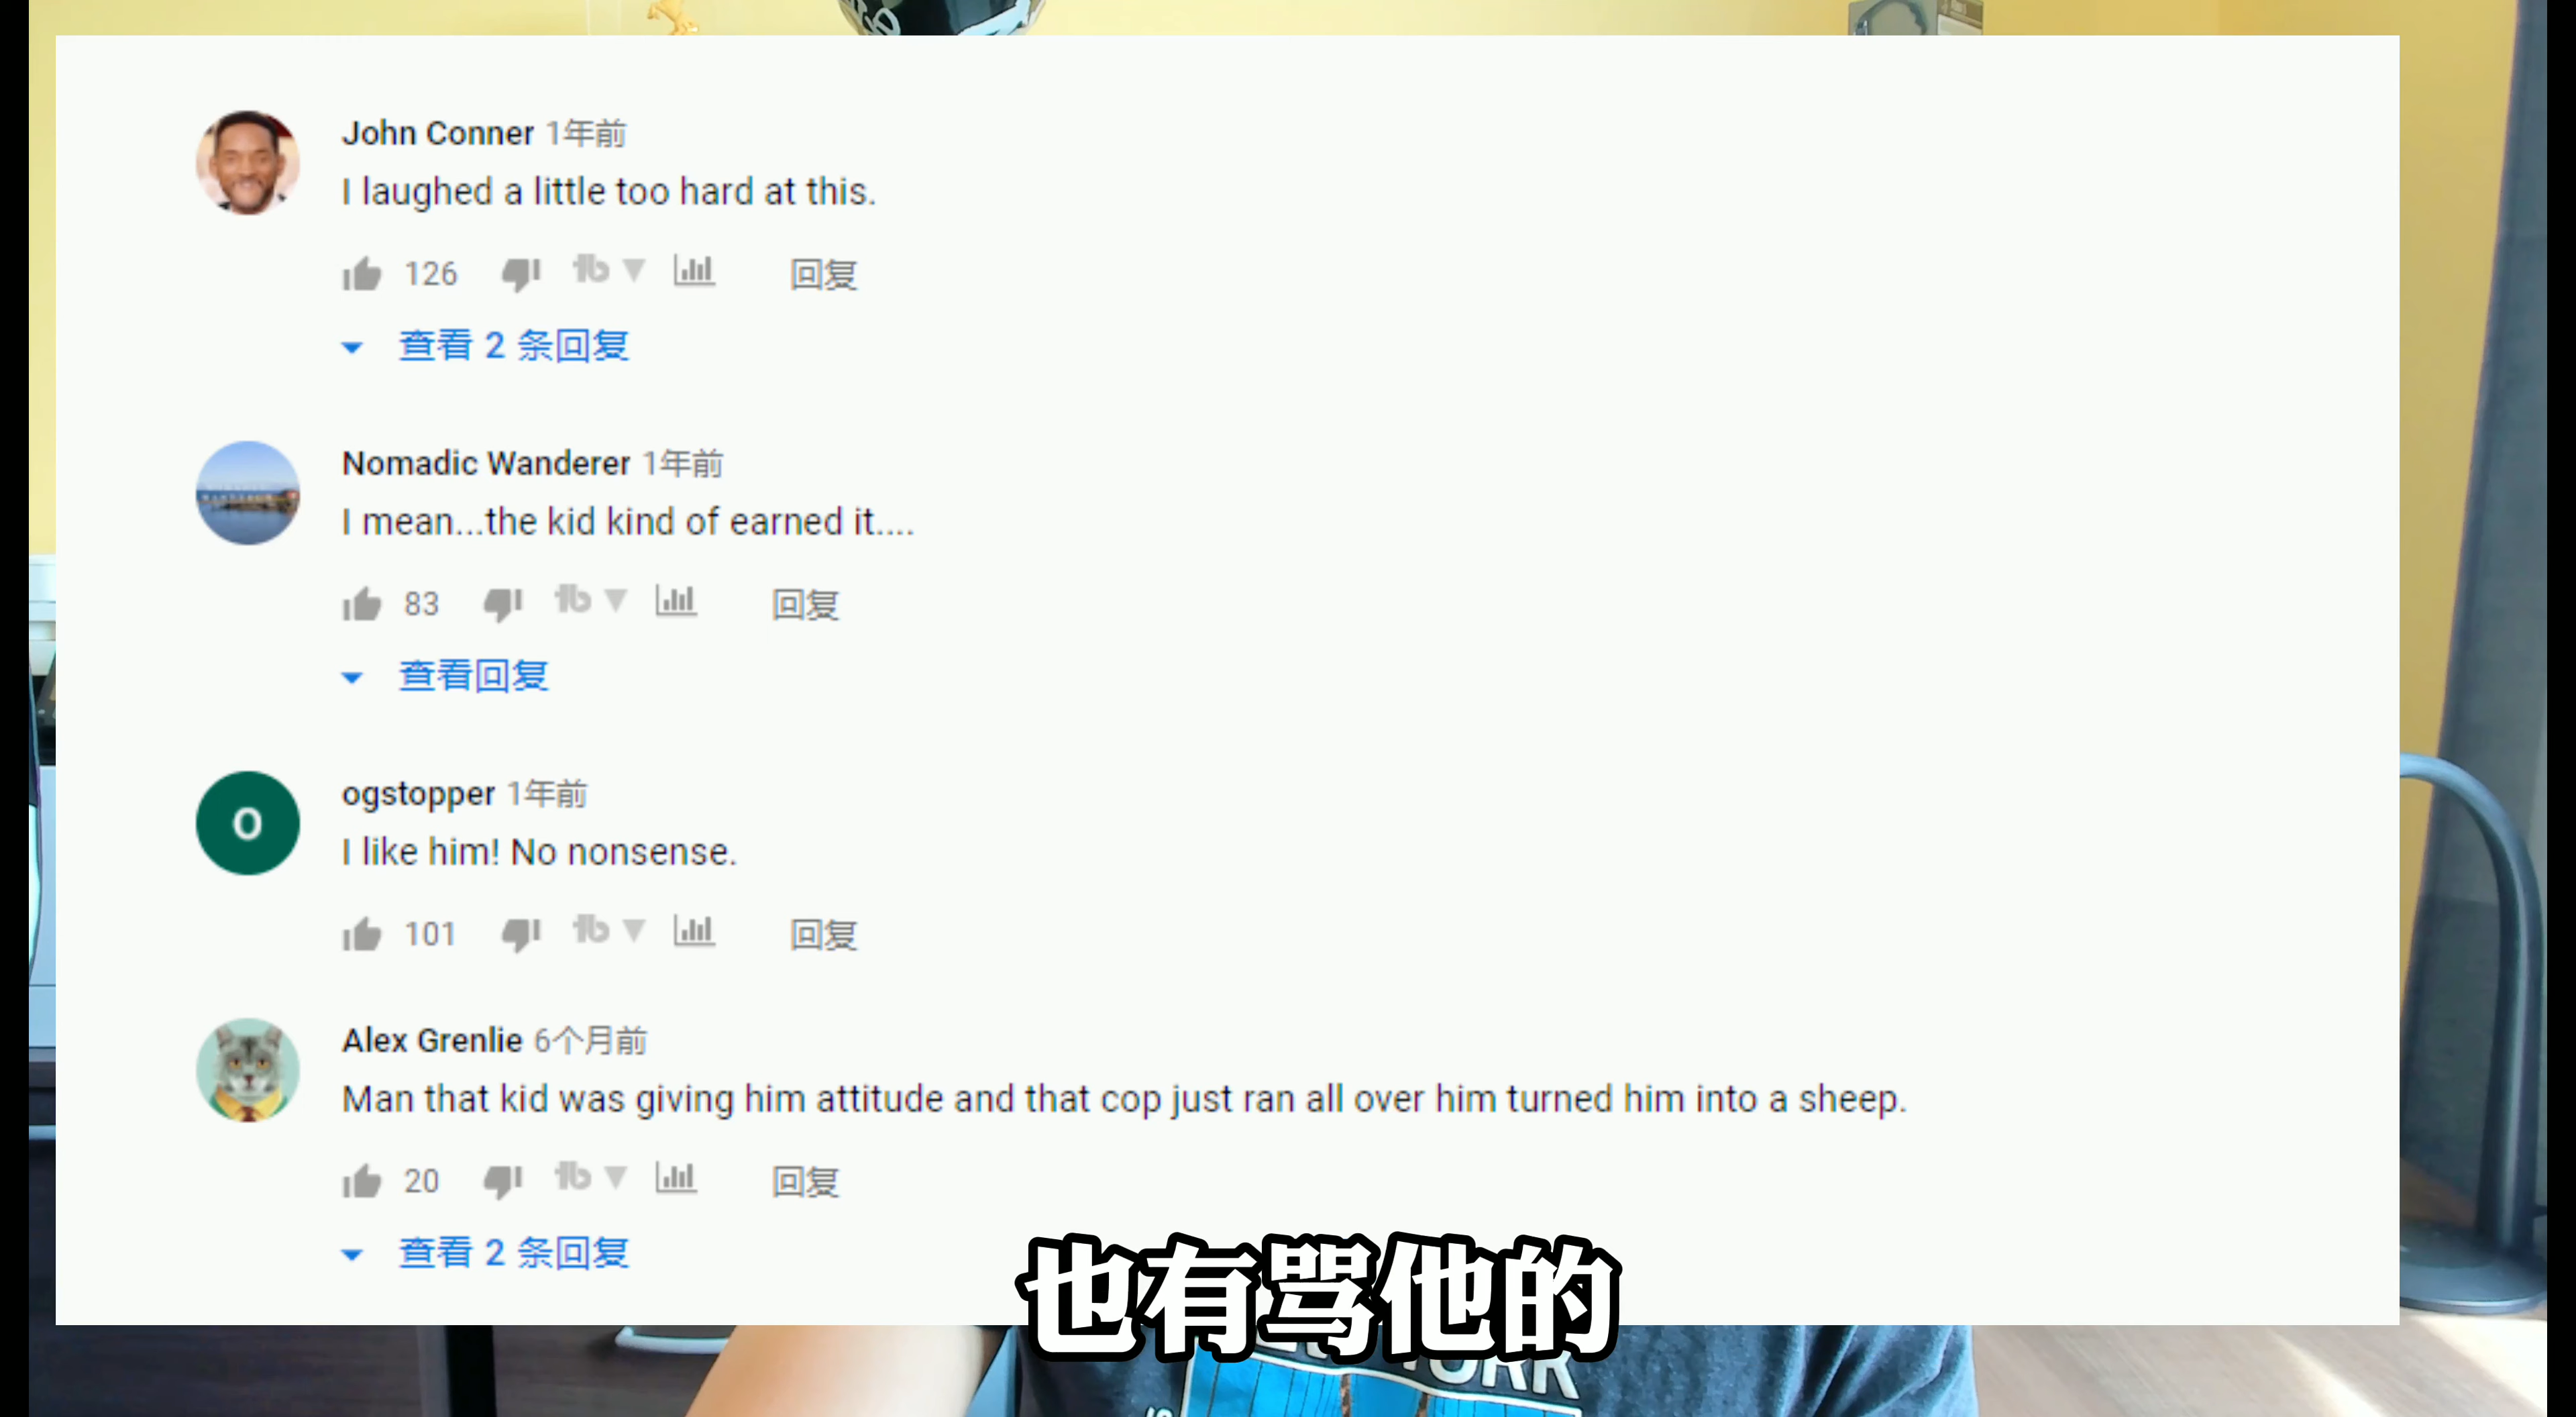 John Conner 1年前
I laughed a little too hard at this.
126 回复
查看 2 条回复
Nomadic Wanderer 1年前
I mean...the kid kind of earned it....
83 回复
查看回复
O
ogstopper 1年前
I like him! No nonsense.
101 回复
Alex Grenlie 6个月前
Man that kid was giving him attitude and that cop just ran all over him turned him into a sheep.
20 回复
查看 2 条回复
也有骂他的